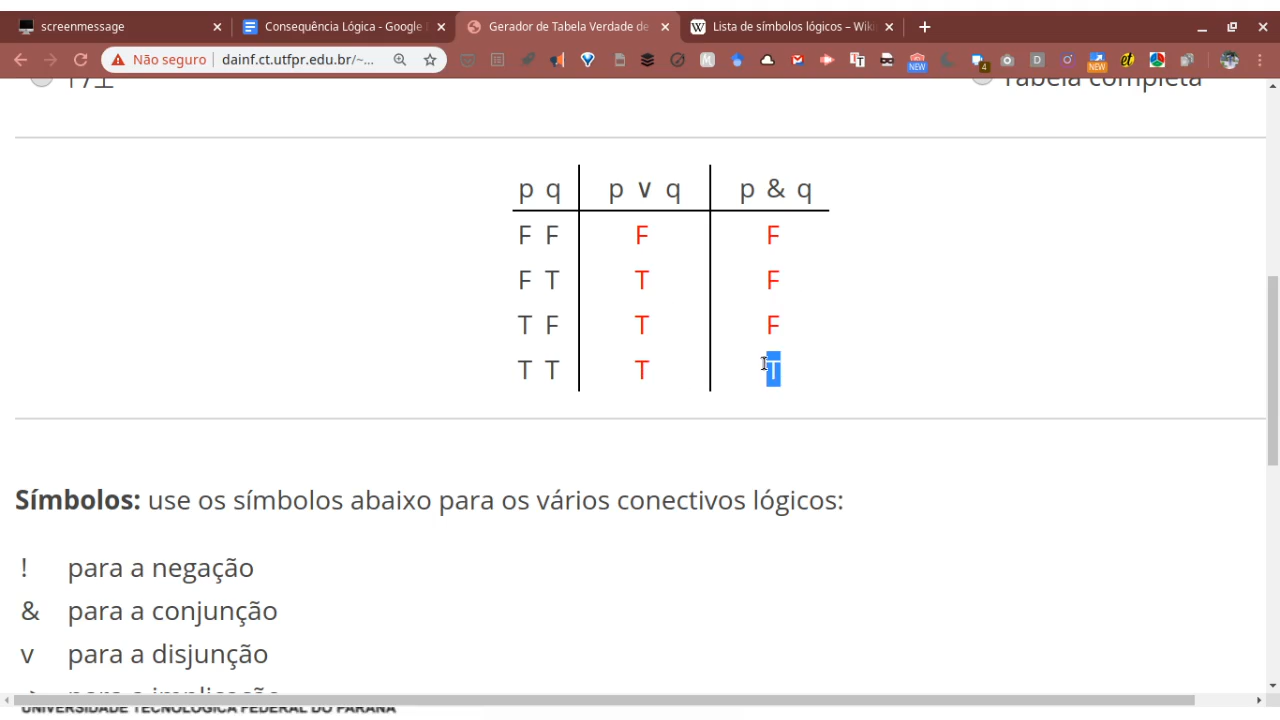 screenmessage
Consequência Lógica - Google
Gerador de Tabela Verdade de
Lista de símbolos lógicos – Wiki
Não seguro
dainf.ct.utfpr.edu.br/~...
Tabela completa
p q p ∨ q p & q
F F F F
F T T F
T F T F
T T T T
Símbolos: use os símbolos abaixo para os vários conectivos lógicos:
! para a negação
& para a conjunção
v para a disjunção
para a implicação
UNIVERSIDADE TECNOLÓGICA FEDERAL DO PARANÁ